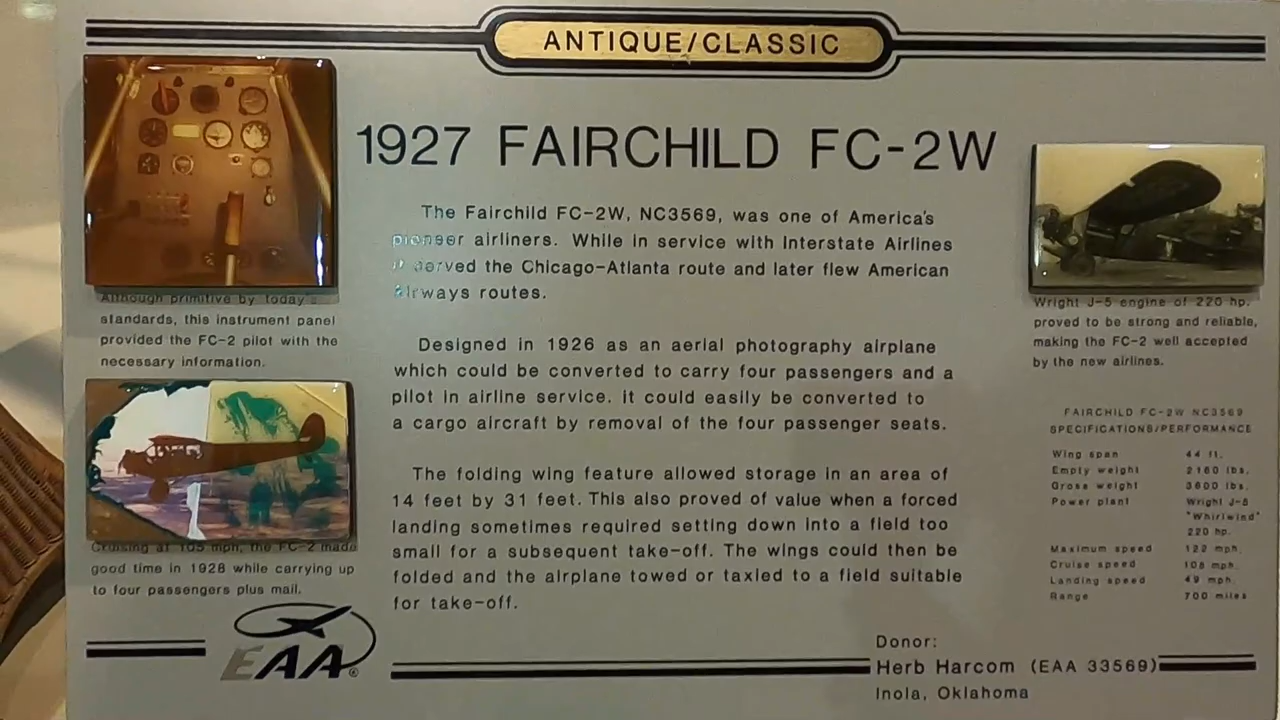 ANTIQUE/CLASSIC
1927 FAIRCHILD FC-2W
The Fairchild FC-2W, NC3569, was one of America's
pioneer airliners. While in service with Interstate Airlines
it served the Chicago-Atlanta route and later flew American
Airways routes.
Designed in 1926 as an aerial photography airplane
which could be converted to carry four passengers and a
pilot in airline service. it could easily be converted to
a cargo aircraft by removal of the four passenger seats.
The folding wing feature allowed storage in an area of
14 feet by 31 feet. This also proved of value when a forced
landing sometimes required setting down into a field too
small for a subsequent take-off. The wings could then be
folded and the airplane towed or taxied to a field suitable
for take-off.
Although primitive by today's
standards, this instrument panel
provided the FC-2 pilot with the
necessary information.
Cruising at 105 mph, the FC-2 made
good time in 1928 while carrying up
to four passengers plus mail.
EAA®
Wright J-5 engine of 220 hp.
proved to be strong and reliable,
making the FC-2 well accepted
by the new airlines.
FAIRCHILD FC-2W NC3569
SPECIFICATIONS/PERFORMANCE
Wing span 44 ft.
Empty weight 2160 lbs.
Gross weight 3600 lbs.
Power plant Wright J-5
"Whirlwind"
220 hp.
Maximum speed 122 mph.
Cruise speed 105 mph.
Landing speed 49 mph.
Range 700 miles
Donor:
Herb Harcom (EAA 33569)
Inola, Oklahoma